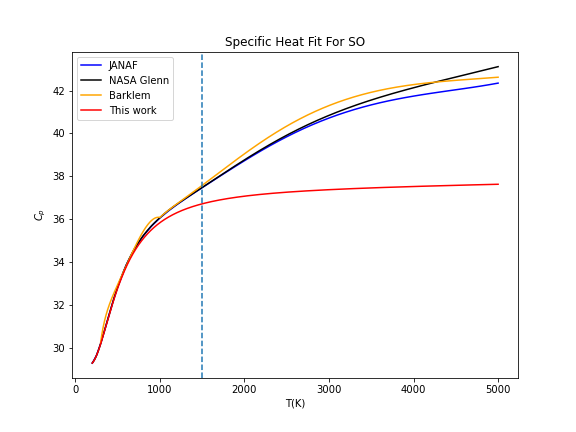 Specific Heat Fit For SO
JANAF
NASA Glenn
Barklem
This work
42
40
38
36
34
32
30
C_p
0
1000
2000
3000
4000
5000
T(K)